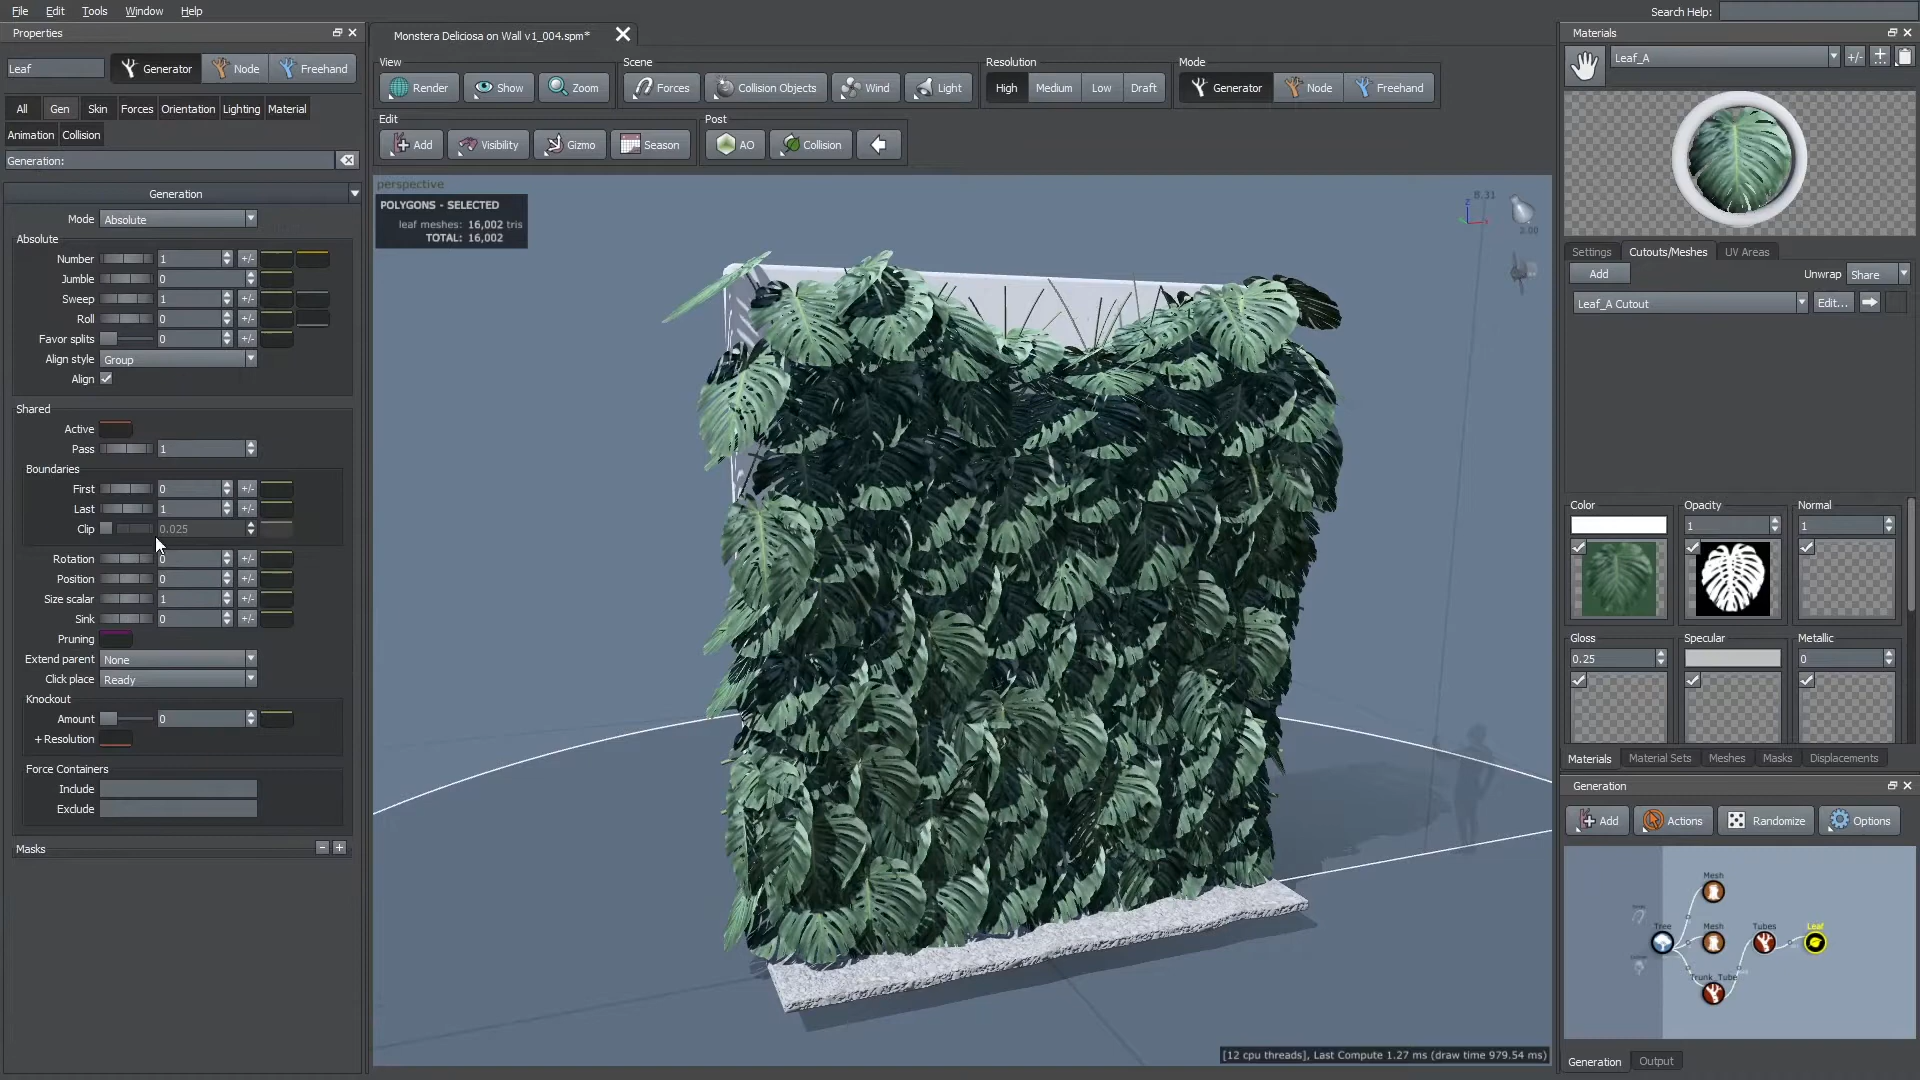 File Edit Tools Window Help
Search Help:
Properties
Leaf
Generator
Node
Freehand
All Gen Skin Forces Orientation Lighting Material
Animation Collision
Generation:
Generation
Mode Absolute
Absolute
Number 1 +/-
Jumble 0
Sweep 1 +/-
Roll 0 +/-
Favor splits 0 +/-
Align style Group
Align
Shared
Active
Pass 1
Boundaries
First 0 +/-
Last 1 +/-
Clip 0.025
Rotation 0 +/-
Position 0 +/-
Size scalar 1 +/-
Sink 0 +/-
Pruning
Extend parent None
Click place Ready
Knockout
Amount 0
+ Resolution
Force Containers
Include
Exclude
Masks - +
Monstera Deliciosa on Wall v1_004.spm*
View
Render Show Zoom
Scene
Forces Collision Objects Wind Light
Resolution
High Medium Low Draft
Mode
Generator Node Freehand
Edit
Add Visibility Gizmo Season
Post
AO Collision
perspective
POLYGONS - SELECTED
leaf meshes: 16,002 tris
TOTAL: 16,002
8.31
z
2.00
[12 cpu threads], Last Compute 1.27 ms (draw time 979.54 ms)
Materials
Leaf_A +/-
Settings Cutouts/Meshes UV Areas
Add Unwrap Share
Leaf_A Cutout Edit...
Color Opacity Normal
1 1
Gloss Specular Metallic
0.25 0
Materials Material Sets Meshes Masks Displacements
Generation
Add Actions Randomize Options
Mesh
Tree Mesh Tubes Leaf
Trunk_Tube
Generation Output